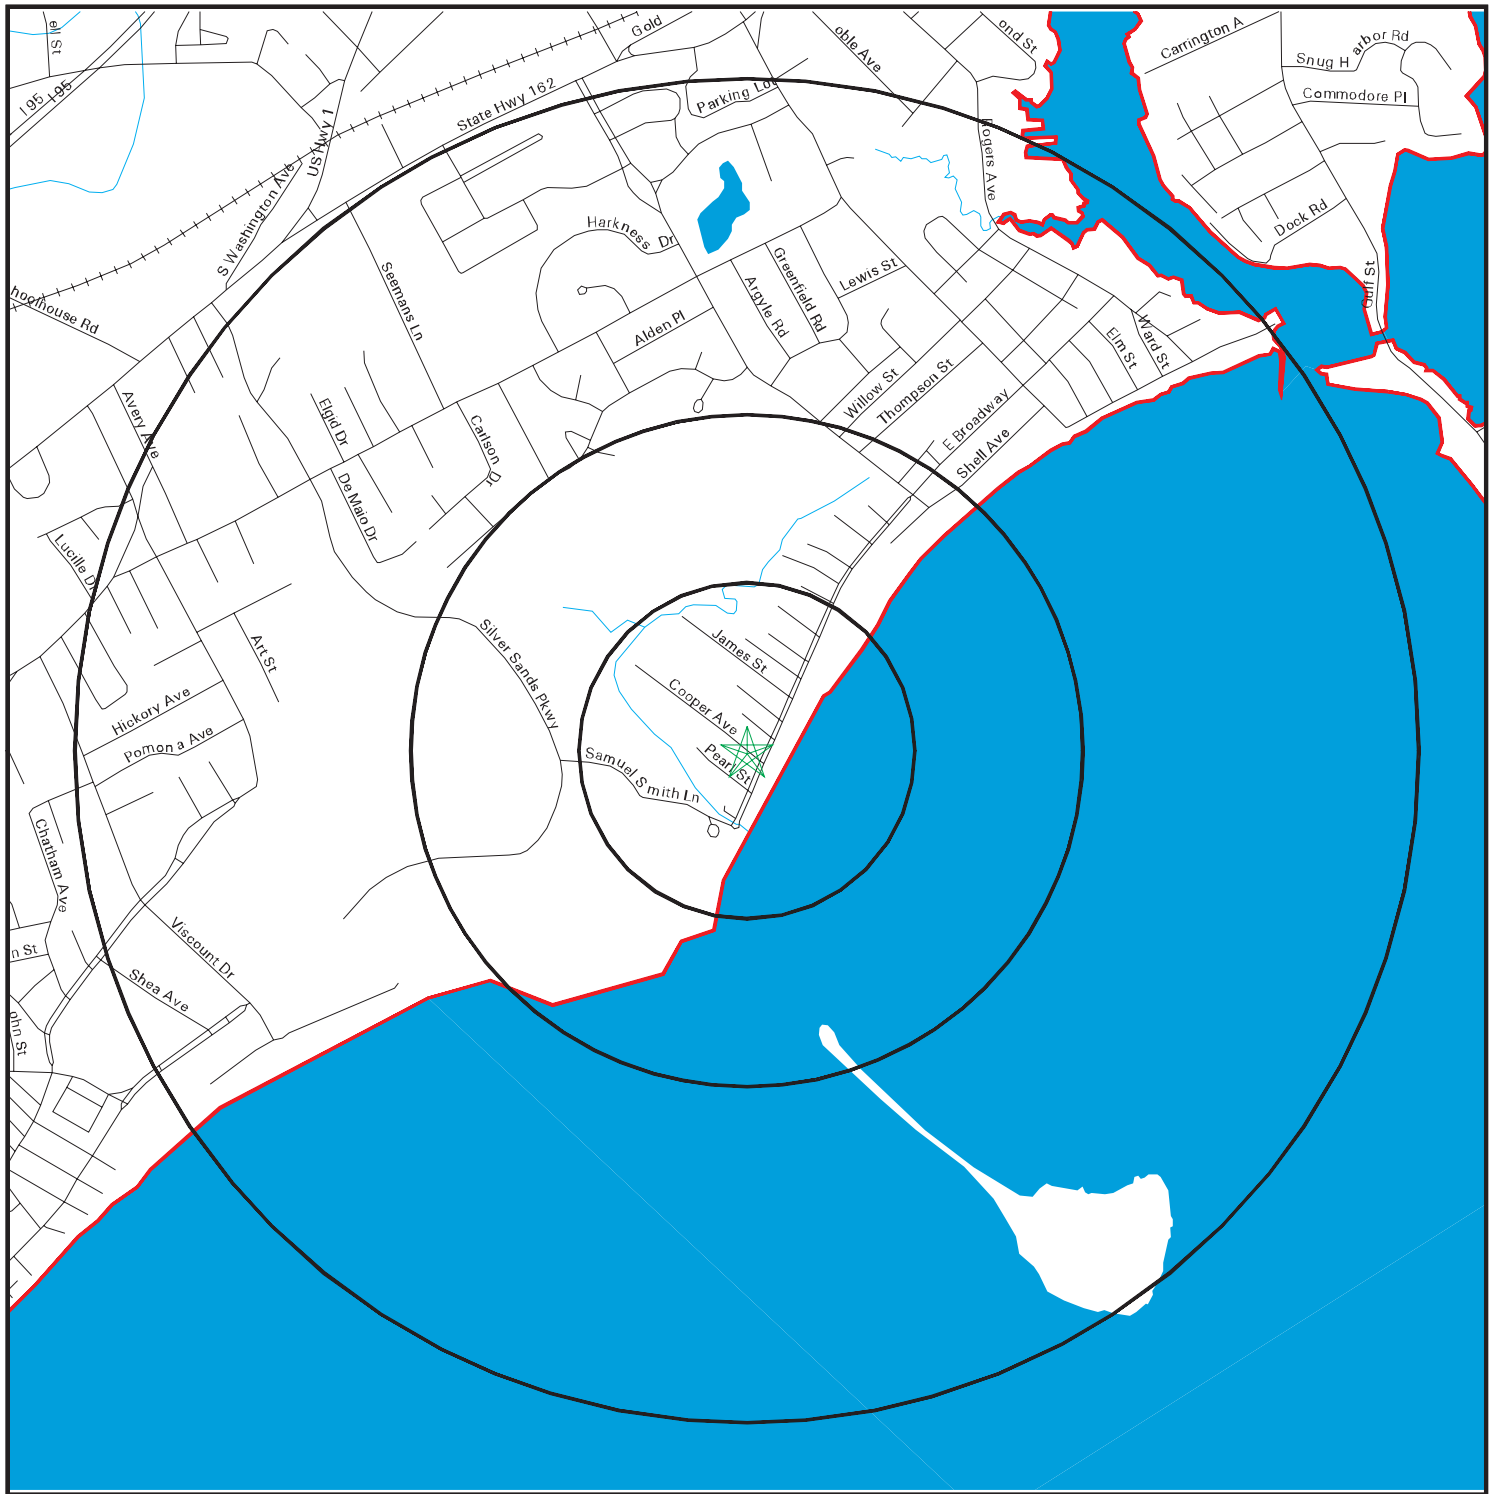 ell St
Gold
oble Ave
ond St
Carrington A
Snug H arbor Rd
Commodore Pl
I 95
I 95
State Hwy 162
Parking Lot
US Hwy 1
Rogers Ave
S Washington Ave
Harkness Dr
Dock Rd
hoolhouse Rd
Seemans Ln
Argyle Rd
Greenfield Rd
Lewis St
Gulf St
Alden Pl
Elm St
Ward St
Avery Ave
Elgid Dr
Carlson Dr
Willow St
Thompson St
E Broadway
Shell Ave
De Maio Dr
Lucille Dr
Art St
Silver Sands Pkwy
James St
Cooper Ave
Hickory Ave
Pomon a Ave
Pearl St
Samuel S mith Ln
Chatham Ave
n St
Viscount Dr
Shea Ave
ohn St